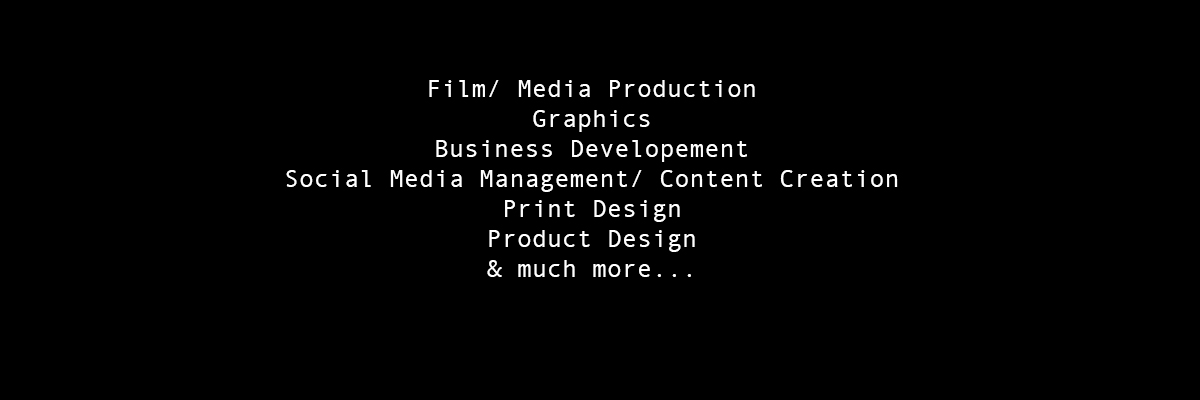 Film/ Media Production
Graphics
Business Developement
Social Media Management/ Content Creation
Print Design
Product Design
& much more...